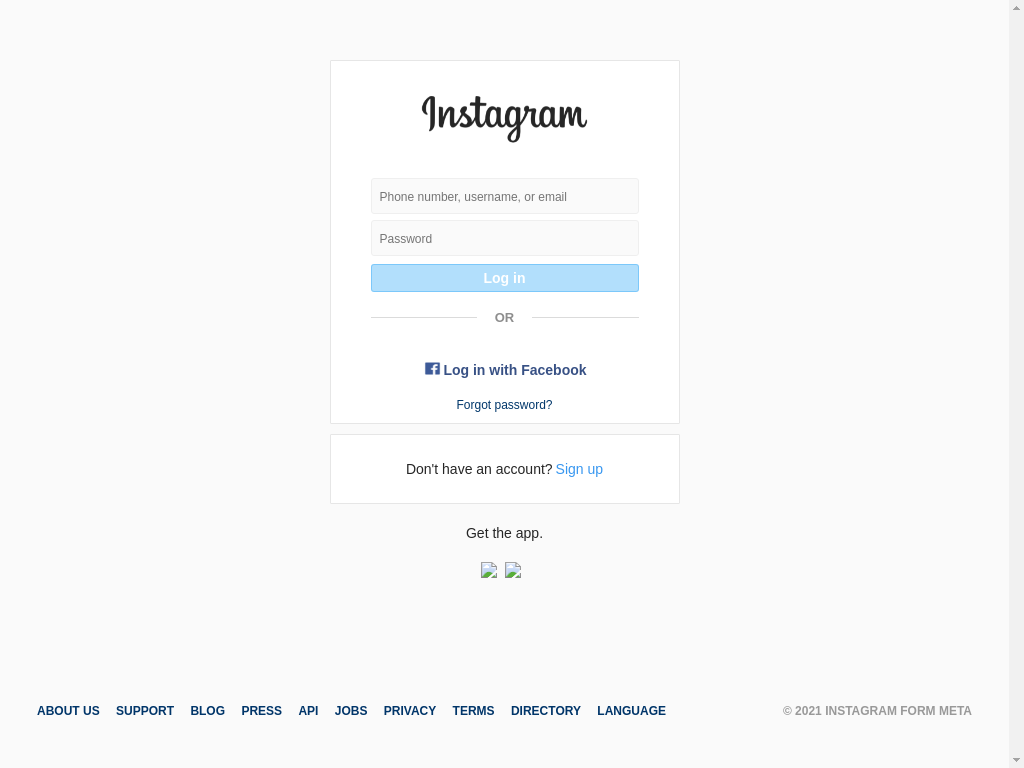 Instagram
Phone number, username, or email
Password
Log in
OR
Log in with Facebook
Forgot password?
Don't have an account? Sign up
Get the app.
ABOUT US SUPPORT BLOG PRESS API JOBS PRIVACY TERMS DIRECTORY LANGUAGE © 2021 INSTAGRAM FORM META